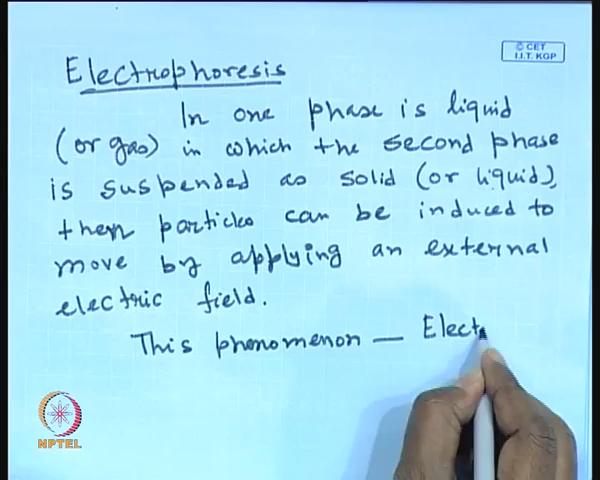 © CET
I.I.T. KGP
Electrophoresis
In one phase is liquid
(or gas) in which the second phase
is suspended as solid (or liquid),
then particles can be induced to
move by applying an external
electric field.
This phenomenon — Elect
NPTEL